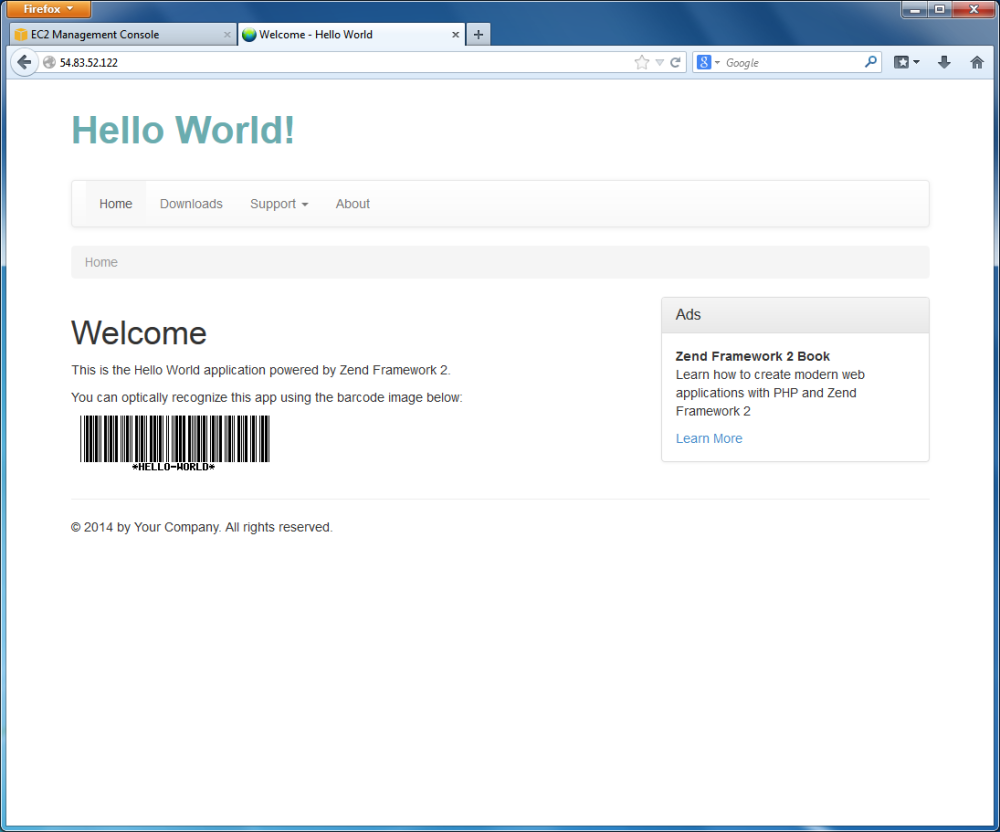 Firefox
EC2 Management Console
Welcome - Hello World
54.83.52.122
Google
Hello World!
Home Downloads Support About
Home
Welcome
This is the Hello World application powered by Zend Framework 2.
You can optically recognize this app using the barcode image below:
*HELLO-WORLD*
Ads
Zend Framework 2 Book
Learn how to create modern web
applications with PHP and Zend
Framework 2
Learn More
© 2014 by Your Company. All rights reserved.